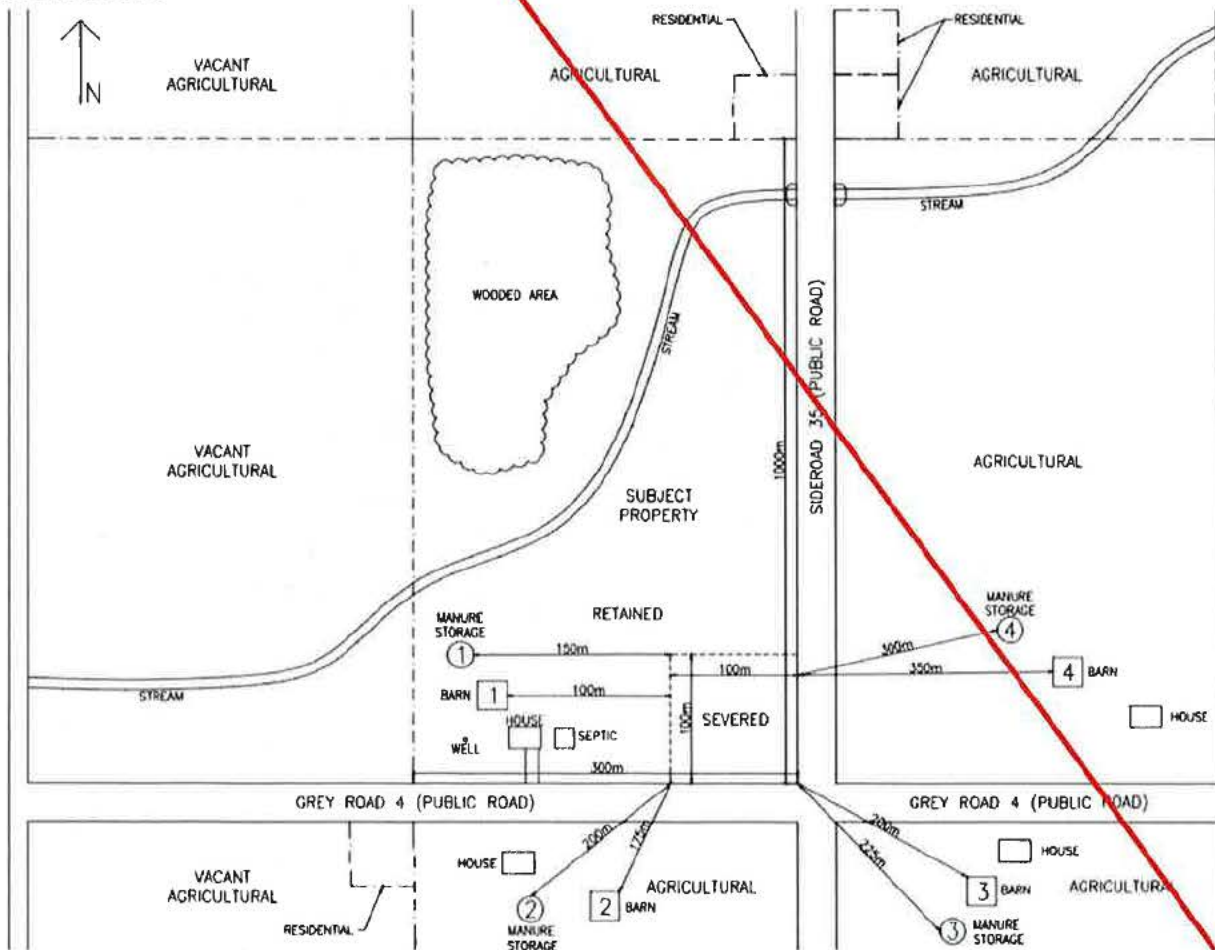 RESIDENTIAL
RESIDENTIAL
N
VACANT
AGRICULTURAL
AGRICULTURAL
AGRICULTURAL
STREAM
WOODED AREA
STREAM
SIDEROAD 35 (PUBLIC ROAD)
1000m
VACANT
AGRICULTURAL
AGRICULTURAL
SUBJECT
PROPERTY
RETAINED
MANURE
STORAGE
1
150m
MANURE
STORAGE
4
300m
100m
350m
4 BARN
BARN 1
100m
100m
SEVERED
STREAM
HOUSE
SEPTIC
WELL
HOUSE
300m
GREY ROAD 4 (PUBLIC ROAD)
GREY ROAD 4 (PUBLIC ROAD)
200m
175m
200m
225m
HOUSE
HOUSE
VACANT
AGRICULTURAL
RESIDENTIAL
2
MANURE
STORAGE
2 BARN
AGRICULTURAL
3 BARN
AGRICULTURAL
3 MANURE
STORAGE